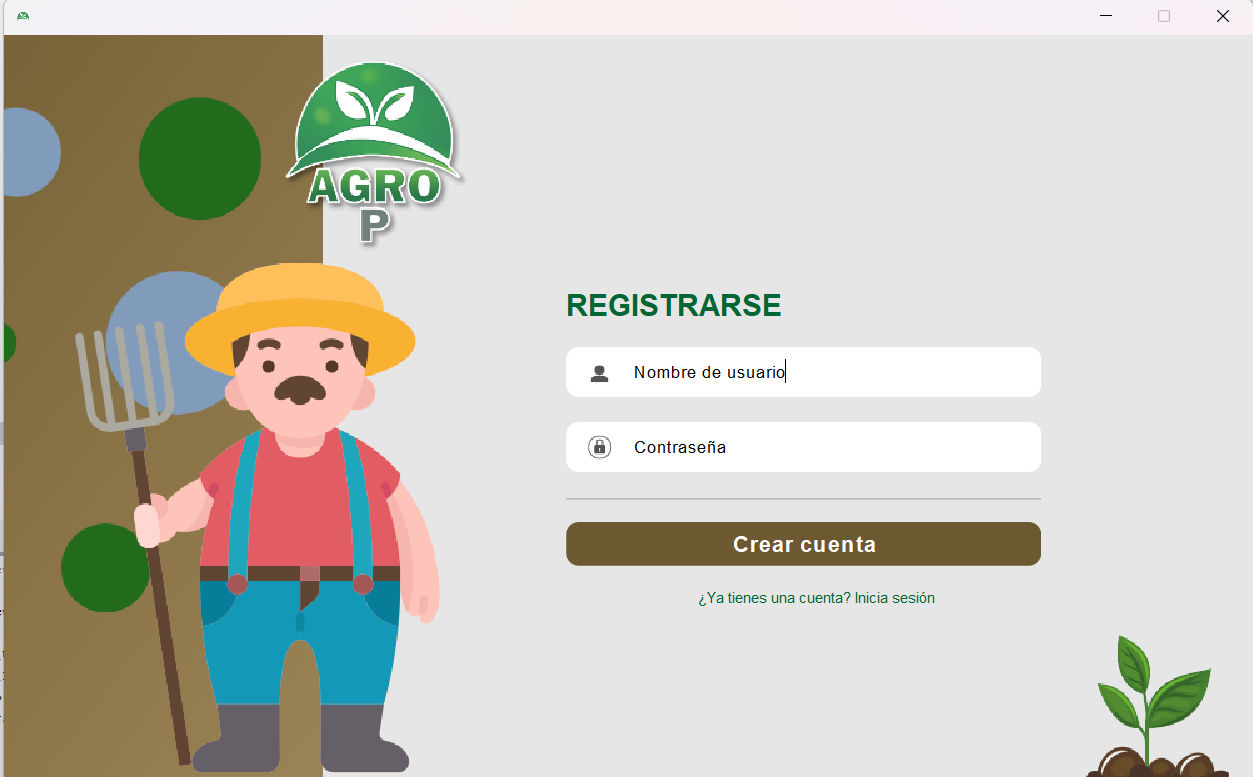 AGRO
P
REGISTRARSE
Nombre de usuario
Contraseña
Crear cuenta
¿Ya tienes una cuenta? Inicia sesión